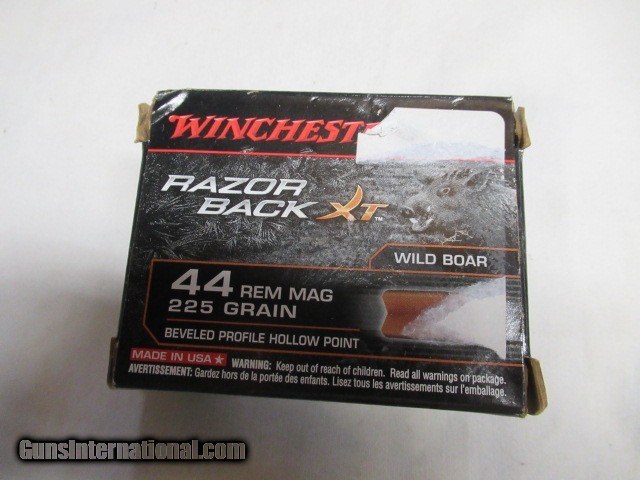 WINCHEST
RAZOR
BACK XT™
WILD BOAR
44 REM MAG
225 GRAIN
BEVELED PROFILE HOLLOW POINT
MADE IN USA★ WARNING: Keep out of reach of children. Read all warnings on package.
AVERTISSEMENT: Gardez hors de la portée des enfants. Lisez tous les avertissements sur l'emballage.
GunsInternational.com